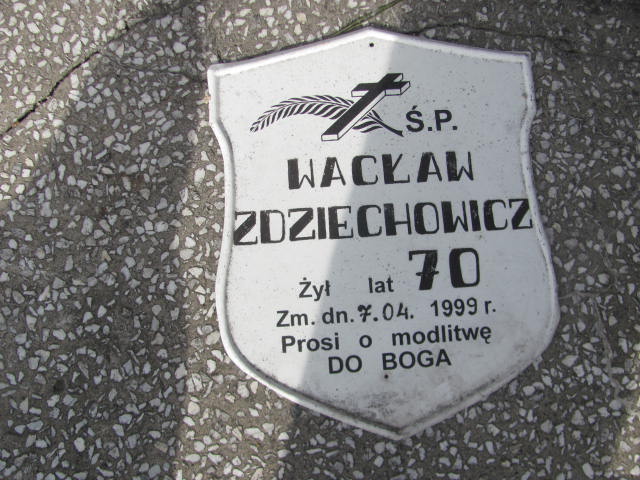 Ś.P.
WACŁAW
ZDZIECHOWICZ
Żył lat 70
Zm. dn. 7.04. 1999 r.
Prosi o modlitwę
DO BOGA